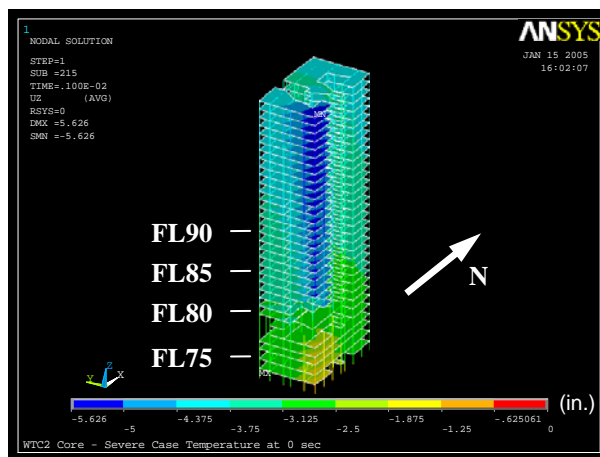 1
NODAL SOLUTION
STEP=1
SUB =215
TIME=.100E-02
UZ (AVG)
RSYS=0
DMX =5.626
SMN =-5.626
ANSYS
JAN 15 2005
16:02:07
MN
FL90
FL85
FL80
FL75
N
MX
Z
Y
X
(in.)
-5.626 -4.375 -3.125 -1.875 -.625061
-5 -3.75 -2.5 -1.25 0
WTC2 Core - Severe Case Temperature at 0 sec